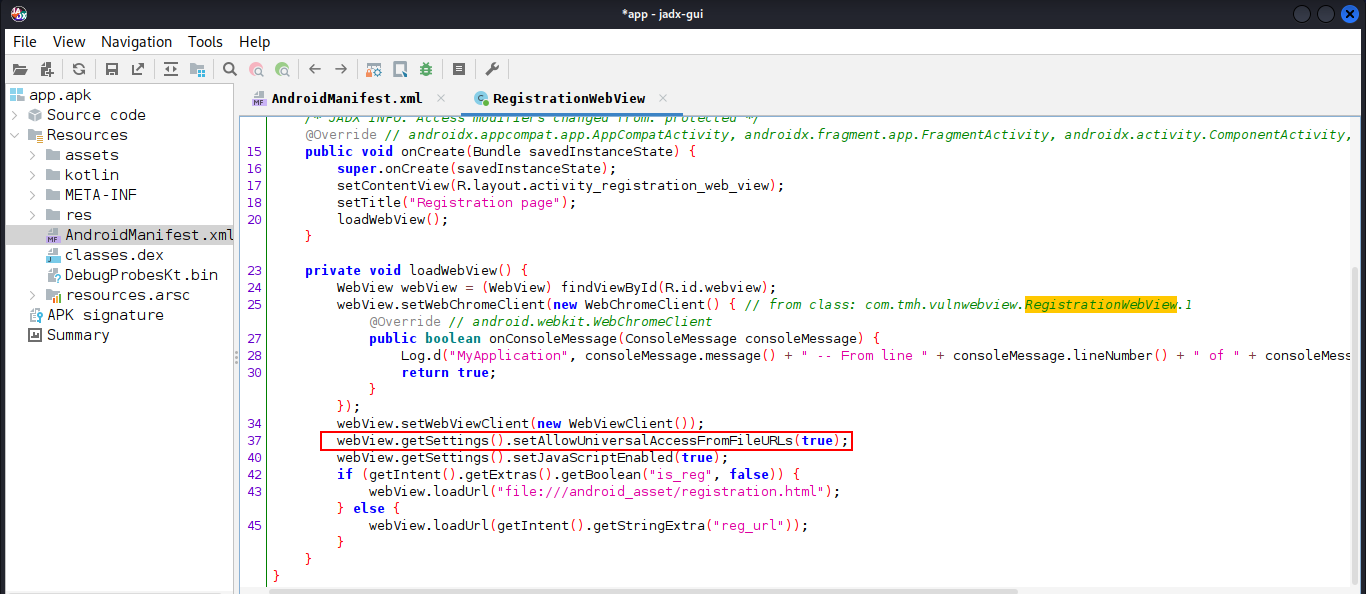 *app - jadx-gui
File View Navigation Tools Help
app.apk
Source code
Resources
assets
kotlin
META-INF
res
AndroidManifest.xml
classes.dex
DebugProbesKt.bin
resources.arsc
APK signature
Summary
AndroidManifest.xml RegistrationWebView
/* JADX INFO: Access modifiers changed from: protected */
@Override // androidx.appcompat.app.AppCompatActivity, androidx.fragment.app.FragmentActivity, androidx.activity.ComponentActivity,
15 public void onCreate(Bundle savedInstanceState) {
16 super.onCreate(savedInstanceState);
17 setContentView(R.layout.activity_registration_web_view);
18 setTitle("Registration page");
20 loadWebView();
}
23 private void loadWebView() {
24 WebView webView = (WebView) findViewById(R.id.webview);
25 webView.setWebChromeClient(new WebChromeClient() { // from class: com.tmh.vulnwebview.RegistrationWebView.1
@Override // android.webkit.WebChromeClient
27 public boolean onConsoleMessage(ConsoleMessage consoleMessage) {
28 Log.d("MyApplication", consoleMessage.message() + " -- From line " + consoleMessage.lineNumber() + " of " + consoleMess
30 return true;
}
});
34 webView.setWebViewClient(new WebViewClient());
37 webView.getSettings().setAllowUniversalAccessFromFileURLs(true);
40 webView.getSettings().setJavaScriptEnabled(true);
42 if (getIntent().getExtras().getBoolean("is_reg", false)) {
43 webView.loadUrl("file:///android_asset/registration.html");
} else {
45 webView.loadUrl(getIntent().getStringExtra("reg_url"));
}
}
}